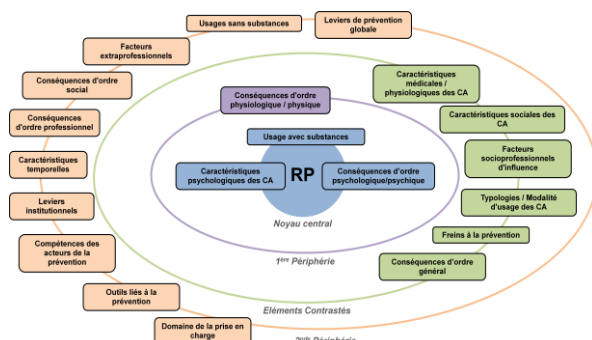 Usages sans substances
Leviers de prévention
globale
Facteurs
extraprofessionnels
Conséquences d'ordre
social
Conséquences
d'ordre professionnel
Caractéristiques
temporelles
Leviers
institutionnels
Compétences des
acteurs de la
prévention
Outils liés à la
prévention
Domaine de la prise en
charge
Conséquences d'ordre
physiologique / physique
Caractéristiques
médicales /
physiologiques des CA
Caractéristiques sociales des
CA
Facteurs
socioprofessionnels
d'influence
Typologies / Modalité
d'usage des CA
Freins à la prévention
Conséquences d'ordre
général
Usage avec substances
Caractéristiques
psychologiques des CA
RP
Conséquences d'ordre
psychologique/psychique
Noyau central
1ère Périphérie
Eléments Contrastés
Périphérie